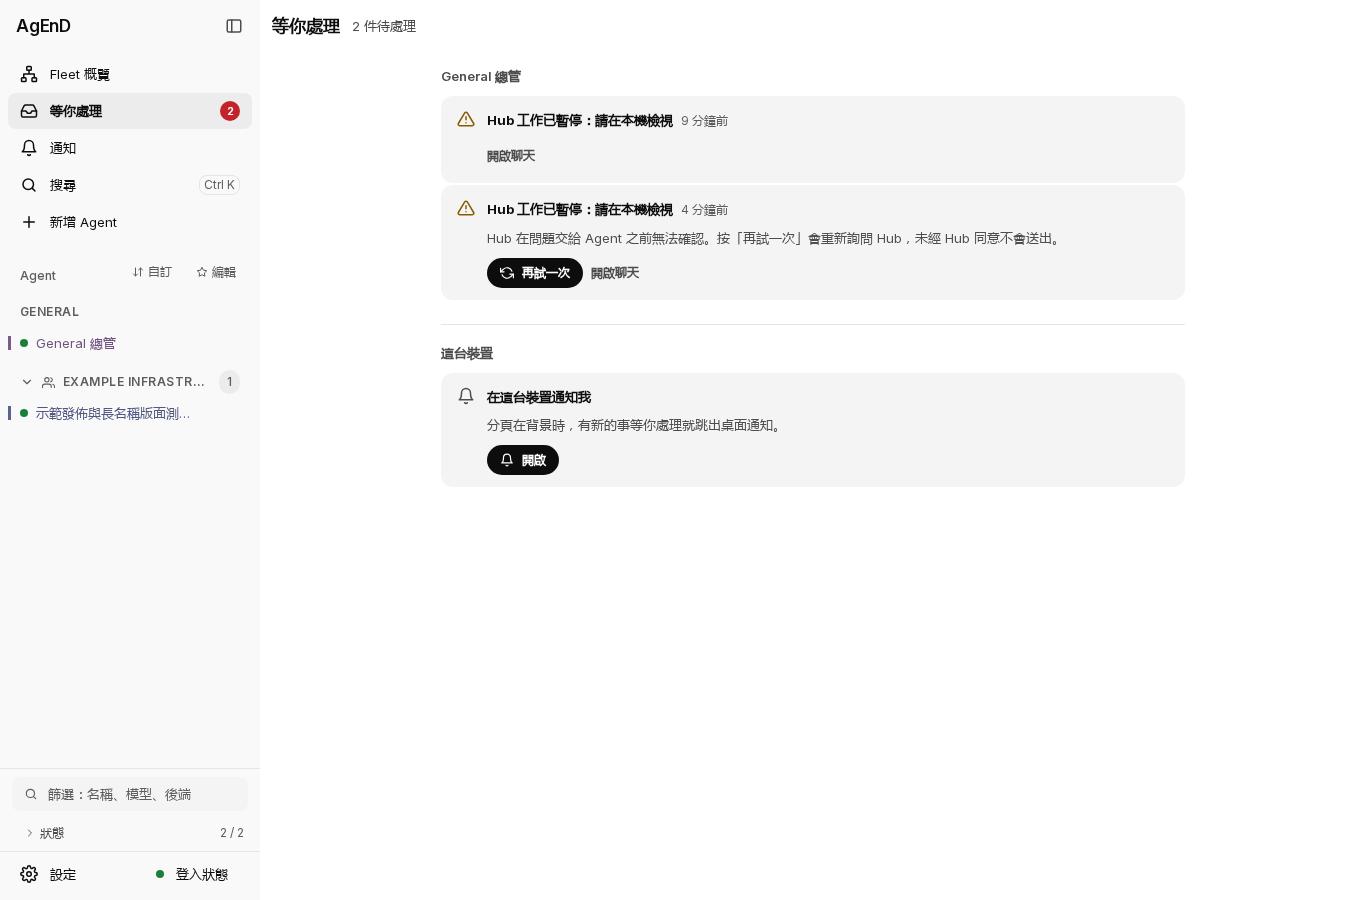 AgEnD
Fleet 概覽
等你處理 2
通知
搜尋 Ctrl K
新增 Agent
Agent 自訂 編輯
GENERAL
General 總管
EXAMPLE INFRASTR... 1
示範發佈與長名稱版面測...
篩選：名稱、模型、後端
狀態 2 / 2
設定 登入狀態
等你處理 2 件待處理
General 總管
Hub 工作已暫停：請在本機檢視 9 分鐘前
開啟聊天
Hub 工作已暫停：請在本機檢視 4 分鐘前
Hub 在問題交給 Agent 之前無法確認。按「再試一次」會重新詢問 Hub，未經 Hub 同意不會送出。
再試一次 開啟聊天
這台裝置
在這台裝置通知我
分頁在背景時，有新的事等你處理就跳出桌面通知。
開啟